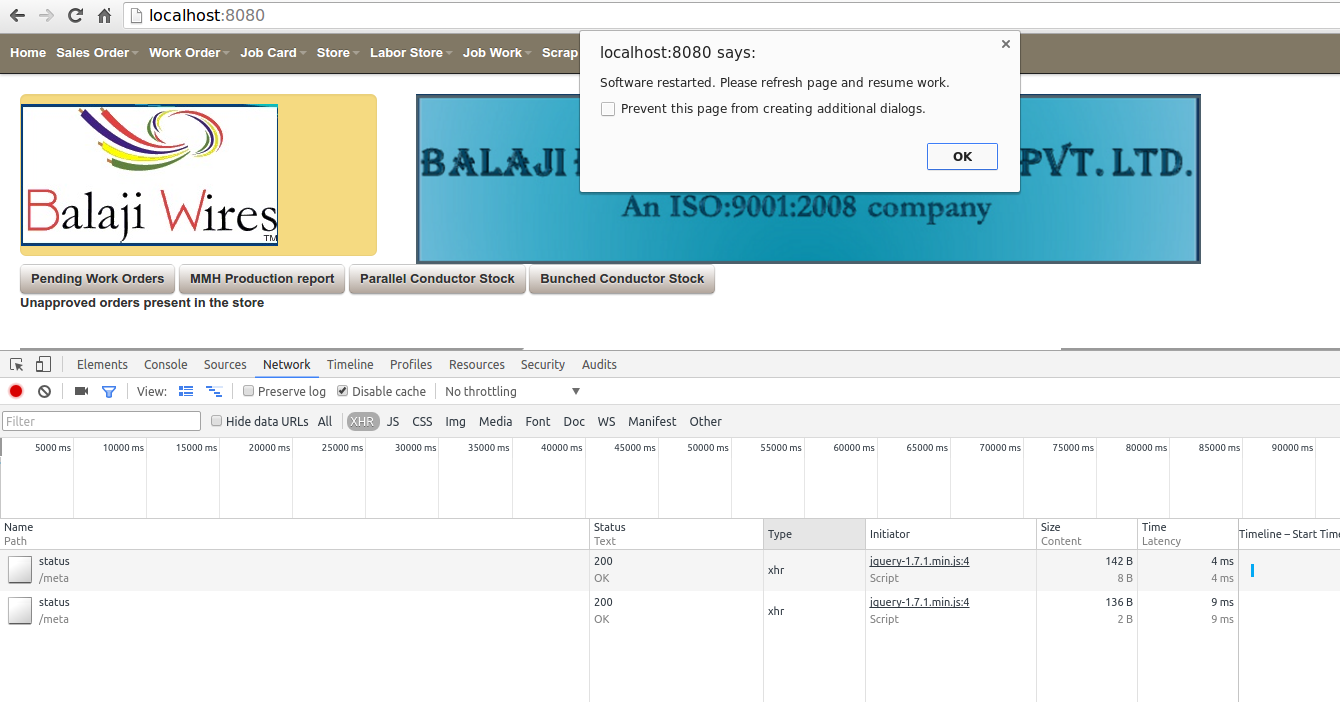 localhost:8080
Home Sales Order Work Order Job Card Store Labor Store Job Work Scrap
localhost:8080 says:
Software restarted. Please refresh page and resume work.
Prevent this page from creating additional dialogs.
OK
Balaji Wires
TM
BALAJI PVT. LTD.
An ISO:9001:2008 company
Pending Work Orders MMH Production report Parallel Conductor Stock Bunched Conductor Stock
Unapproved orders present in the store
Elements Console Sources Network Timeline Profiles Resources Security Audits
View: Preserve log Disable cache No throttling
Filter Hide data URLs All XHR JS CSS Img Media Font Doc WS Manifest Other
5000 ms 10000 ms 15000 ms 20000 ms 25000 ms 30000 ms 35000 ms 40000 ms 45000 ms 50000 ms 55000 ms 60000 ms 65000 ms 70000 ms 75000 ms 80000 ms 85000 ms 90000 ms
Name Status Type Initiator Size Time Timeline – Start Time
Path Text Content Latency
status 200 xhr jquery-1.7.1.min.js:4 142 B 4 ms
/meta OK Script 8 B 4 ms
status 200 xhr jquery-1.7.1.min.js:4 136 B 9 ms
/meta OK Script 2 B 9 ms